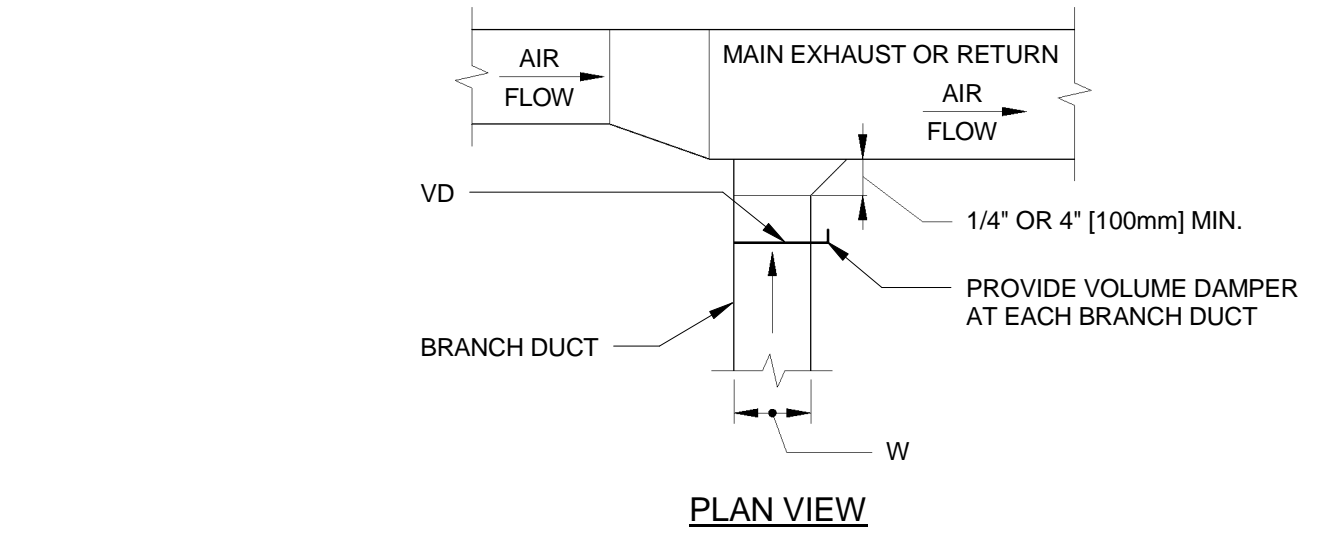 AIR
FLOW
MAIN EXHAUST OR RETURN
AIR
FLOW
VD
1/4" OR 4" [100mm] MIN.
PROVIDE VOLUME DAMPER
AT EACH BRANCH DUCT
BRANCH DUCT
W
PLAN VIEW